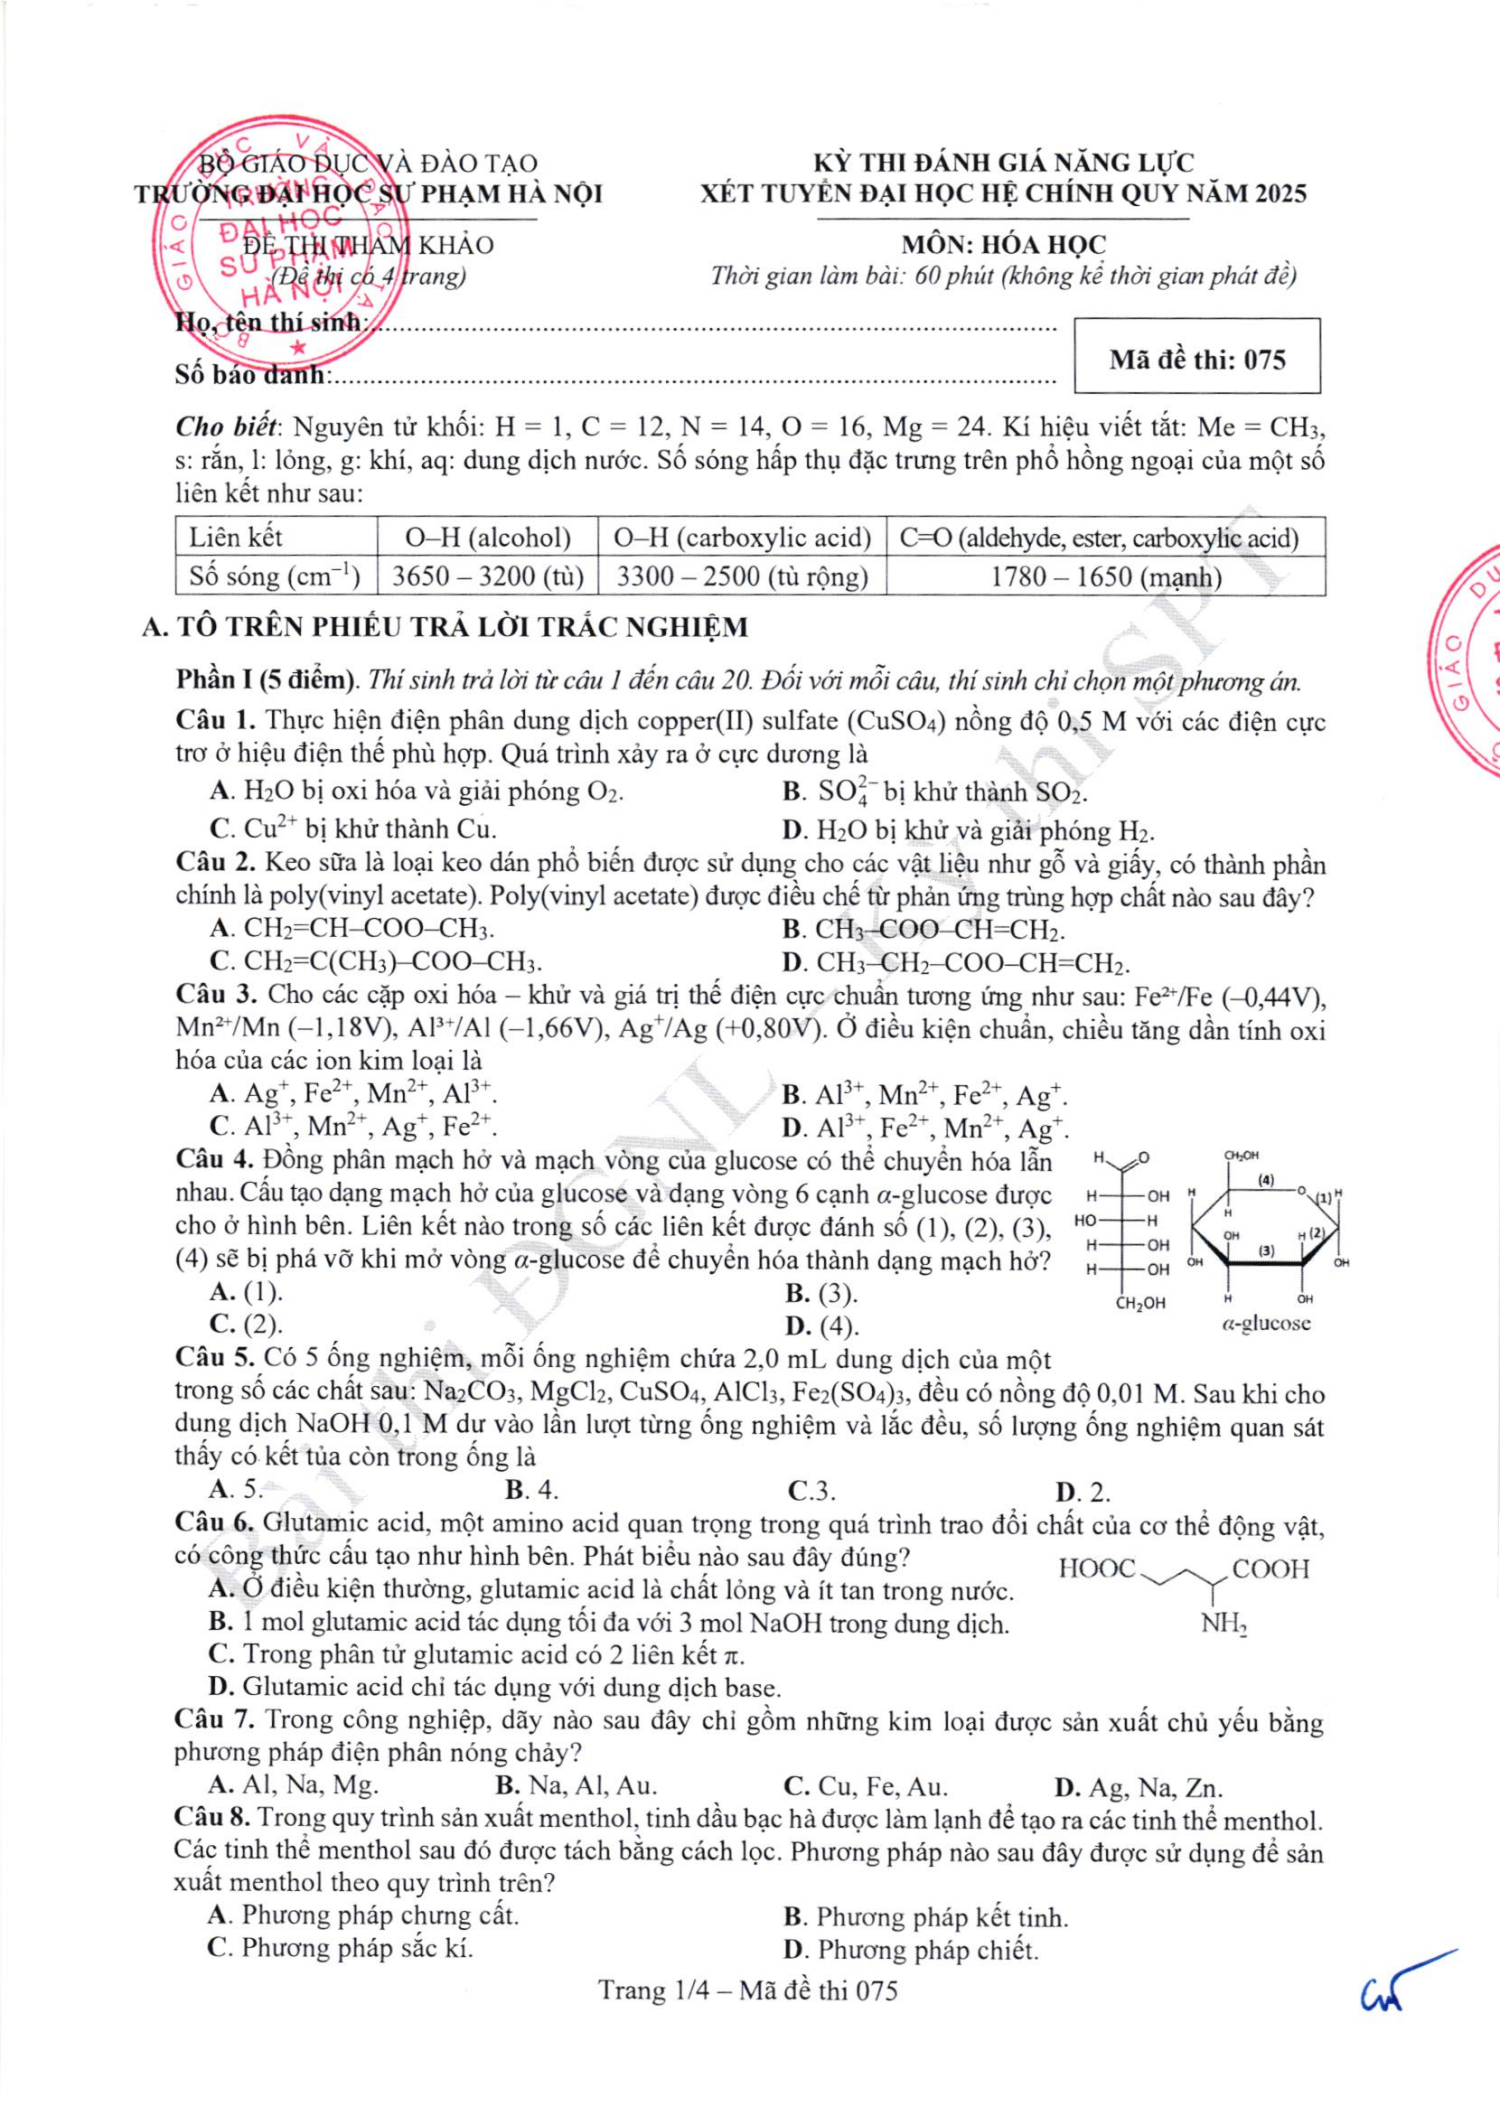 BỘ GIÁO DỤC VÀ ĐÀO TẠO
TRƯỜNG ĐẠI HỌC SƯ PHẠM HÀ NỘI
ĐỀ THI THAM KHẢO
(Đề thi có 4 trang)
KỲ THI ĐÁNH GIÁ NĂNG LỰC
XÉT TUYỂN ĐẠI HỌC HỆ CHÍNH QUY NĂM 2025
MÔN: HÓA HỌC
Thời gian làm bài: 60 phút (không kể thời gian phát đề)
BỘ GIÁO DỤC VÀ ĐÀO TẠO
TRƯỜNG
ĐẠI HỌC
SƯ PHẠM
HÀ NỘI
Họ, tên thí sinh:
Số báo danh:
Mã đề thi: 075
Cho biết: Nguyên tử khối: H = 1, C = 12, N = 14, O = 16, Mg = 24. Kí hiệu viết tắt: Me = CH₃,
s: rắn, l: lỏng, g: khí, aq: dung dịch nước. Số sóng hấp thụ đặc trưng trên phổ hồng ngoại của một số
liên kết như sau:
Liên kết O–H (alcohol) O–H (carboxylic acid) C=O (aldehyde, ester, carboxylic acid)
Số sóng (cm⁻¹) 3650 – 3200 (tù) 3300 – 2500 (tù rộng) 1780 – 1650 (mạnh)
A. TÔ TRÊN PHIẾU TRẢ LỜI TRẮC NGHIỆM
Phần I (5 điểm). Thí sinh trả lời từ câu 1 đến câu 20. Đối với mỗi câu, thí sinh chỉ chọn một phương án.
Câu 1. Thực hiện điện phân dung dịch copper(II) sulfate (CuSO₄) nồng độ 0,5 M với các điện cực
trơ ở hiệu điện thế phù hợp. Quá trình xảy ra ở cực dương là
A. H₂O bị oxi hóa và giải phóng O₂. B. SO₄²⁻ bị khử thành SO₂.
C. Cu²⁺ bị khử thành Cu. D. H₂O bị khử và giải phóng H₂.
Câu 2. Keo sữa là loại keo dán phổ biến được sử dụng cho các vật liệu như gỗ và giấy, có thành phần
chính là poly(vinyl acetate). Poly(vinyl acetate) được điều chế từ phản ứng trùng hợp chất nào sau đây?
A. CH₂=CH–COO–CH₃. B. CH₃–COO–CH=CH₂.
C. CH₂=C(CH₃)–COO–CH₃. D. CH₃–CH₂–COO–CH=CH₂.
Câu 3. Cho các cặp oxi hóa – khử và giá trị thế điện cực chuẩn tương ứng như sau: Fe²⁺/Fe (–0,44V),
Mn²⁺/Mn (–1,18V), Al³⁺/Al (–1,66V), Ag⁺/Ag (+0,80V). Ở điều kiện chuẩn, chiều tăng dần tính oxi
hóa của các ion kim loại là
A. Ag⁺, Fe²⁺, Mn²⁺, Al³⁺. B. Al³⁺, Mn²⁺, Fe²⁺, Ag⁺.
C. Al³⁺, Mn²⁺, Ag⁺, Fe²⁺. D. Al³⁺, Fe²⁺, Mn²⁺, Ag⁺.
Câu 4. Đồng phân mạch hở và mạch vòng của glucose có thể chuyển hóa lẫn
nhau. Cấu tạo dạng mạch hở của glucose và dạng vòng 6 cạnh α-glucose được
cho ở hình bên. Liên kết nào trong số các liên kết được đánh số (1), (2), (3),
(4) sẽ bị phá vỡ khi mở vòng α-glucose để chuyển hóa thành dạng mạch hở?
A. (1). B. (3).
C. (2). D. (4).
H O
H OH
HO H
H OH
H OH
CH₂OH
CH₂OH
(4) O (1) H
H H
OH H (2)
OH (3) OH
H OH
α-glucose
Câu 5. Có 5 ống nghiệm, mỗi ống nghiệm chứa 2,0 mL dung dịch của một
trong số các chất sau: Na₂CO₃, MgCl₂, CuSO₄, AlCl₃, Fe₂(SO₄)₃, đều có nồng độ 0,01 M. Sau khi cho
dung dịch NaOH 0,1 M dư vào lần lượt từng ống nghiệm và lắc đều, số lượng ống nghiệm quan sát
thấy có kết tủa còn trong ống là
A. 5. B. 4. C.3. D. 2.
Câu 6. Glutamic acid, một amino acid quan trọng trong quá trình trao đổi chất của cơ thể động vật,
có công thức cấu tạo như hình bên. Phát biểu nào sau đây đúng?
A. Ở điều kiện thường, glutamic acid là chất lỏng và ít tan trong nước.
B. 1 mol glutamic acid tác dụng tối đa với 3 mol NaOH trong dung dịch.
C. Trong phân tử glutamic acid có 2 liên kết π.
D. Glutamic acid chỉ tác dụng với dung dịch base.
HOOC COOH
NH₂
Câu 7. Trong công nghiệp, dãy nào sau đây chỉ gồm những kim loại được sản xuất chủ yếu bằng
phương pháp điện phân nóng chảy?
A. Al, Na, Mg. B. Na, Al, Au. C. Cu, Fe, Au. D. Ag, Na, Zn.
Câu 8. Trong quy trình sản xuất menthol, tinh dầu bạc hà được làm lạnh để tạo ra các tinh thể menthol.
Các tinh thể menthol sau đó được tách bằng cách lọc. Phương pháp nào sau đây được sử dụng để sản
xuất menthol theo quy trình trên?
A. Phương pháp chưng cất. B. Phương pháp kết tinh.
C. Phương pháp sắc kí. D. Phương pháp chiết.
Trang 1/4 – Mã đề thi 075
Bài thi ĐGNL – Kỳ thi SPT